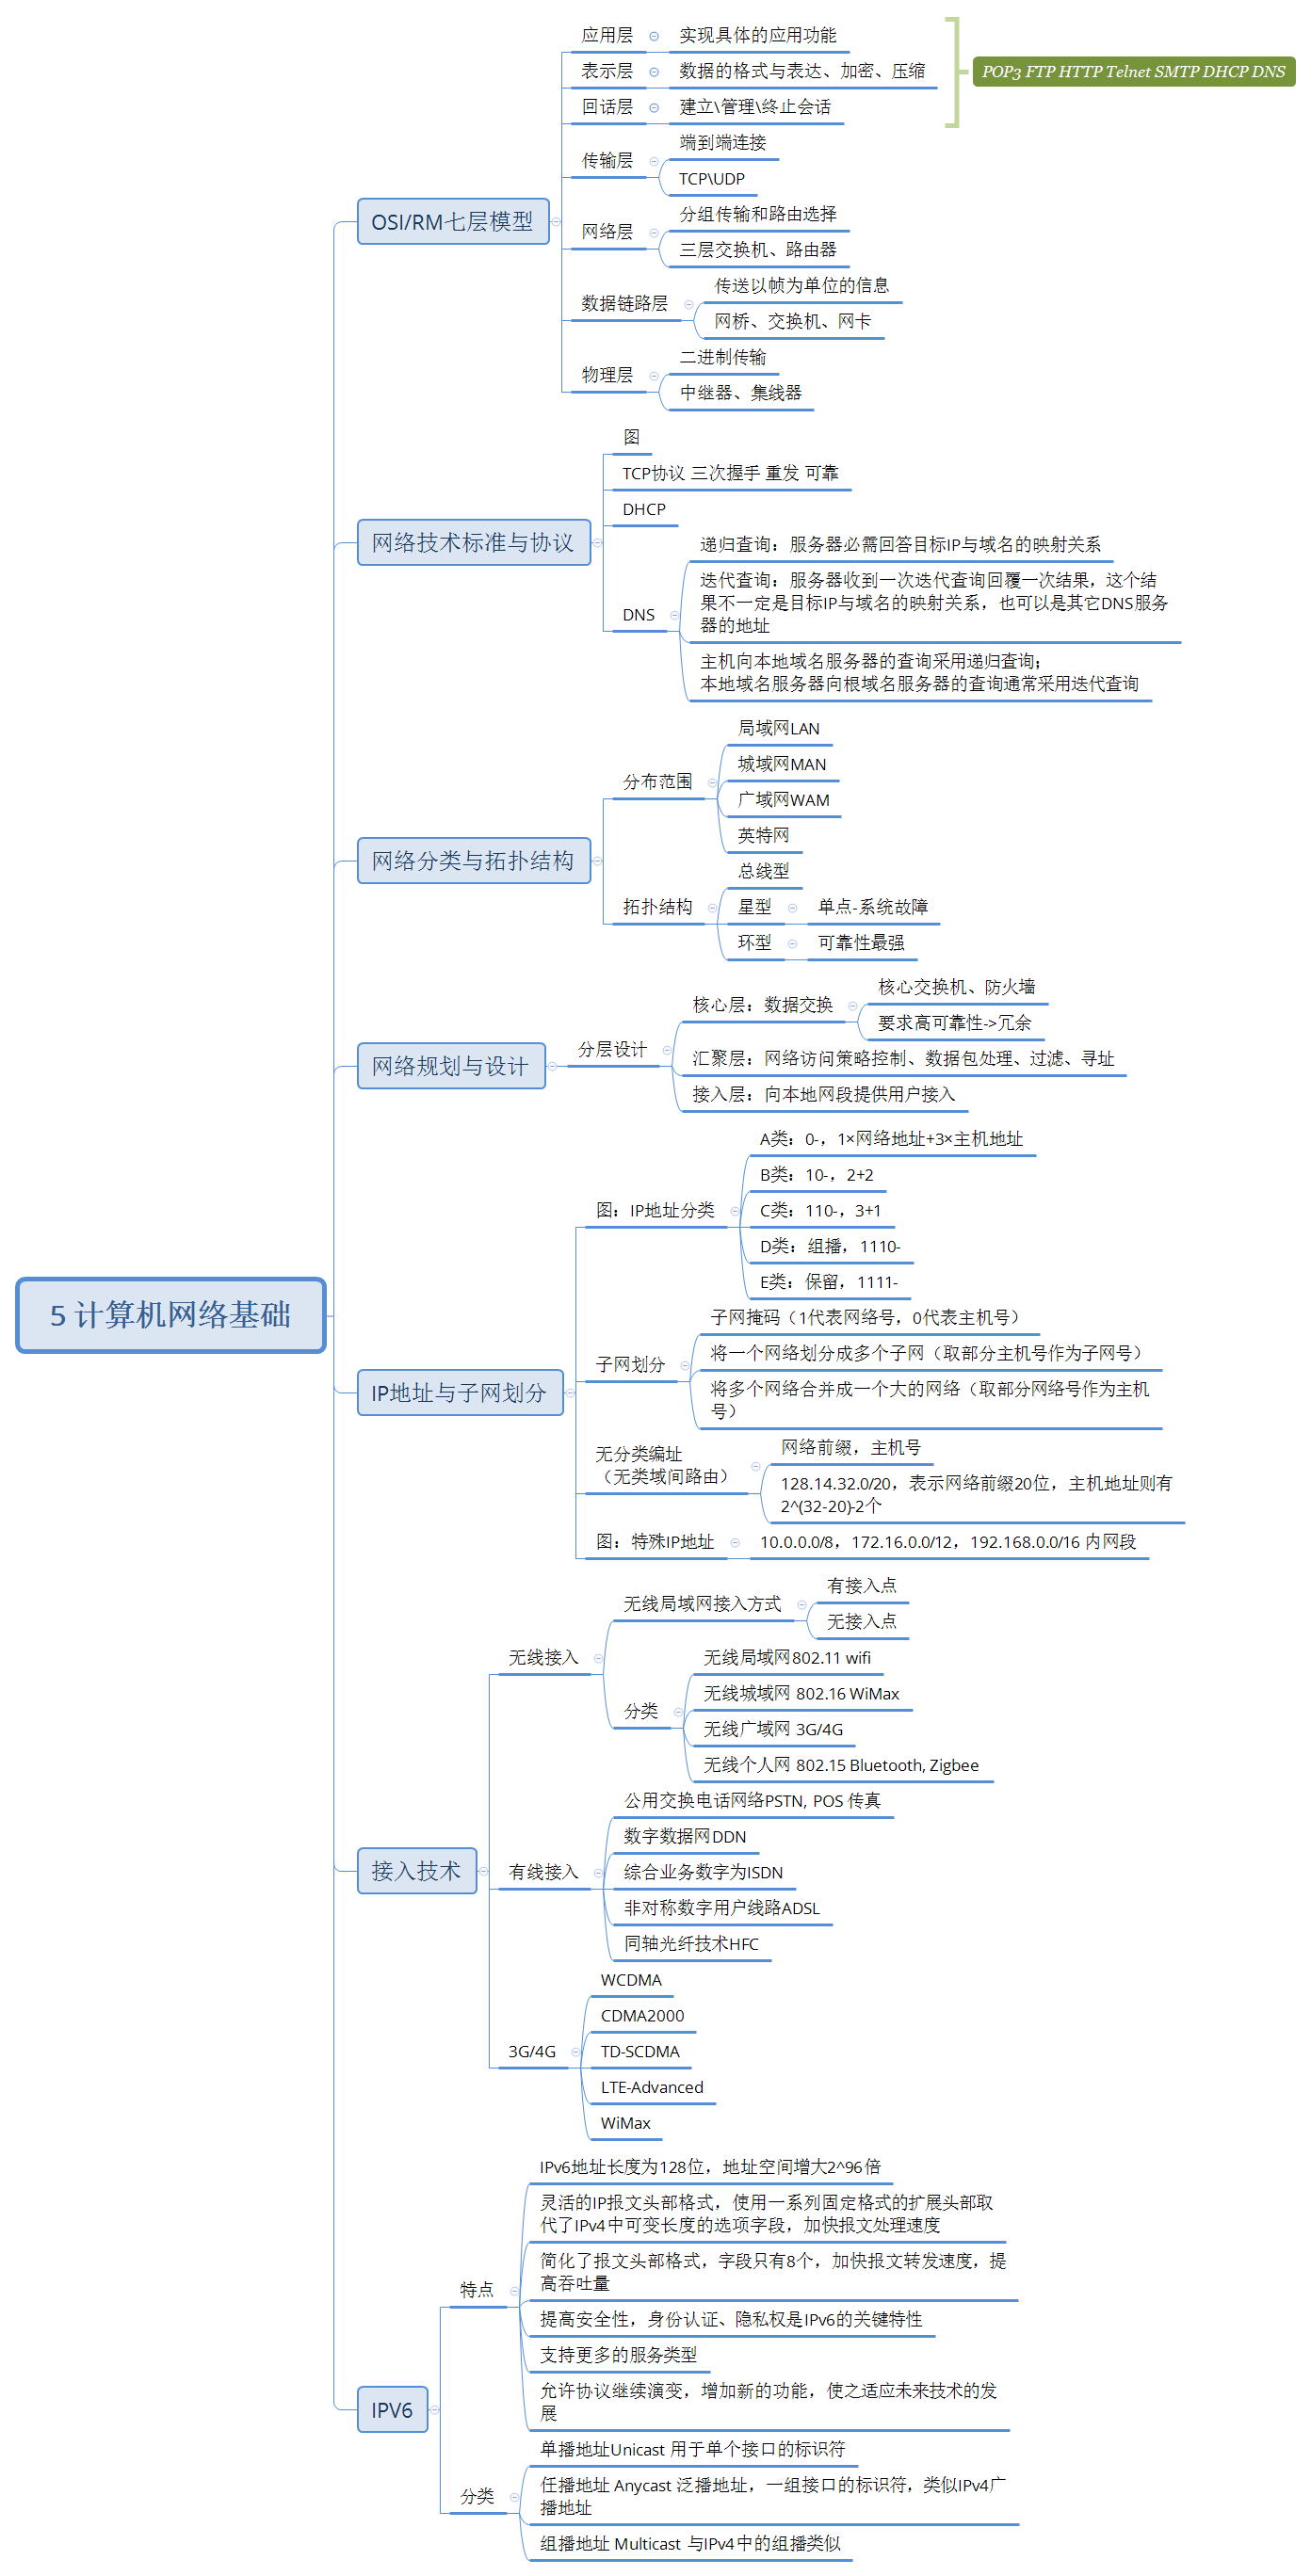 5 计算机网络基础
OSI/RM七层模型
应用层
实现具体的应用功能
表示层
数据的格式与表达、加密、压缩
回话层
建立\管理\终止会话
POP3 FTP HTTP Telnet SMTP DHCP DNS
传输层
端到端连接
TCP\UDP
网络层
分组传输和路由选择
三层交换机、路由器
数据链路层
传送以帧为单位的信息
网桥、交换机、网卡
物理层
二进制传输
中继器、集线器
网络技术标准与协议
图
TCP协议 三次握手 重发 可靠
DHCP
DNS
递归查询：服务器必需回答目标IP与域名的映射关系
迭代查询：服务器收到一次迭代查询回覆一次结果，这个结
果不一定是目标IP与域名的映射关系，也可以是其它DNS服务
器的地址
主机向本地域名服务器的查询采用递归查询；
本地域名服务器向根域名服务器的查询通常采用迭代查询
网络分类与拓扑结构
分布范围
局域网LAN
城域网MAN
广域网WAM
英特网
拓扑结构
总线型
星型
单点-系统故障
环型
可靠性最强
网络规划与设计
分层设计
核心层：数据交换
核心交换机、防火墙
要求高可靠性->冗余
汇聚层：网络访问策略控制、数据包处理、过滤、寻址
接入层：向本地网段提供用户接入
IP地址与子网划分
图：IP地址分类
A类：0-，1×网络地址+3×主机地址
B类：10-，2+2
C类：110-，3+1
D类：组播，1110-
E类：保留，1111-
子网划分
子网掩码（1代表网络号，0代表主机号）
将一个网络划分成多个子网（取部分主机号作为子网号）
将多个网络合并成一个大的网络（取部分网络号作为主机
号）
无分类编址
（无类域间路由）
网络前缀，主机号
128.14.32.0/20，表示网络前缀20位，主机地址则有
2^(32-20)-2个
图：特殊IP地址
10.0.0.0/8，172.16.0.0/12，192.168.0.0/16 内网段
接入技术
无线接入
无线局域网接入方式
有接入点
无接入点
分类
无线局域网802.11 wifi
无线城域网 802.16 WiMax
无线广域网 3G/4G
无线个人网 802.15 Bluetooth, Zigbee
有线接入
公用交换电话网络PSTN, POS 传真
数字数据网DDN
综合业务数字为ISDN
非对称数字用户线路ADSL
同轴光纤技术HFC
3G/4G
WCDMA
CDMA2000
TD-SCDMA
LTE-Advanced
WiMax
IPV6
特点
IPv6地址长度为128位，地址空间增大2^96倍
灵活的IP报文头部格式，使用一系列固定格式的扩展头部取
代了IPv4中可变长度的选项字段，加快报文处理速度
简化了报文头部格式，字段只有8个，加快报文转发速度，提
高吞吐量
提高安全性，身份认证、隐私权是IPv6的关键特性
支持更多的服务类型
允许协议继续演变，增加新的功能，使之适应未来技术的发
展
分类
单播地址Unicast 用于单个接口的标识符
任播地址 Anycast 泛播地址，一组接口的标识符，类似IPv4广
播地址
组播地址 Multicast 与IPv4中的组播类似